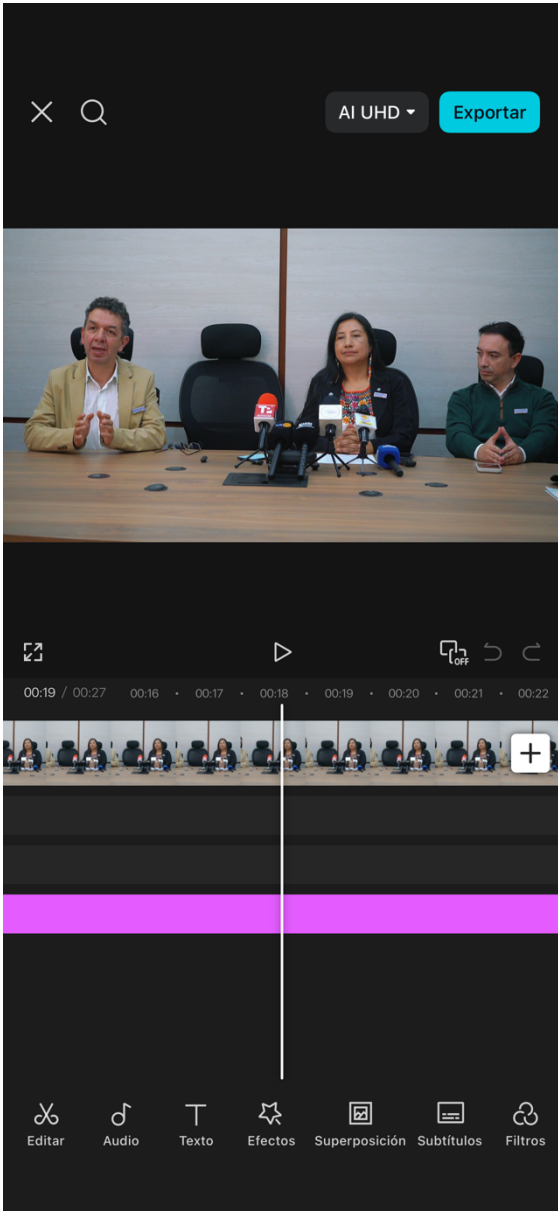 AI UHD
Exportar
OFF
00:19 / 00:27
00:16
00:17
00:18
00:19
00:20
00:21
00:22
Editar
Audio
Texto
Efectos
Superposición
Subtítulos
Filtros